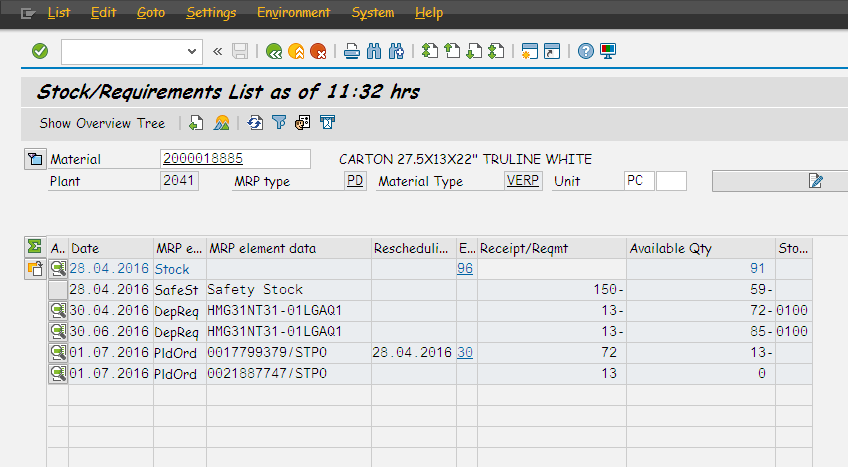 List Edit Goto Settings Environment System Help
Stock/Requirements List as of 11:32 hrs
Show Overview Tree
Material 2000018885 CARTON 27.5X13X22" TRULINE WHITE
Plant 2041 MRP type PD Material Type VERP Unit PC
A.. Date MRP e... MRP element data Rescheduli... E... Receipt/Reqmt Available Qty Sto...
28.04.2016 Stock 96 91
28.04.2016 SafeSt Safety Stock 150- 59-
30.04.2016 DepReq HMG31NT31-01LGAQ1 13- 72- 0100
30.06.2016 DepReq HMG31NT31-01LGAQ1 13- 85- 0100
01.07.2016 PldOrd 0017799379/STPO 28.04.2016 30 72 13-
01.07.2016 PldOrd 0021887747/STPO 13 0